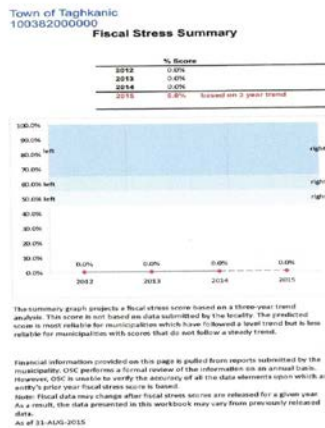 Town of Taghkanic
100382000000
Fiscal Stress Summary
% Score
2012 0.0%
2013 0.0%
2014 0.0%
2015 0.0% based on 3 year trend
100.0%
90.0%
80.0% left right
70.0%
60.0% left right
50.0% left right
40.0%
30.0%
20.0%
10.0%
0.0%
0.0% 0.0% 0.0% 0.0%
2012 2013 2014 2015
The summary graph projects a fiscal stress score based on a three-year trend
analysis. This score is not based on data submitted by the locality. The predicted
score is most reliable for municipalities which have followed a level trend but is less
reliable for municipalities with scores that do not follow a steady trend.
Financial information provided on this page is pulled from reports submitted by the
municipality. OSC performs a formal review of the information on an annual basis.
However, OSC is unable to verify the accuracy of all the data elements upon which an
entity's prior year fiscal stress score is based.
Note: Fiscal data may change after fiscal stress scores are released for a given year.
As a result, the data presented in this workbook may vary from previously released
data.
As of 31-AUG-2015